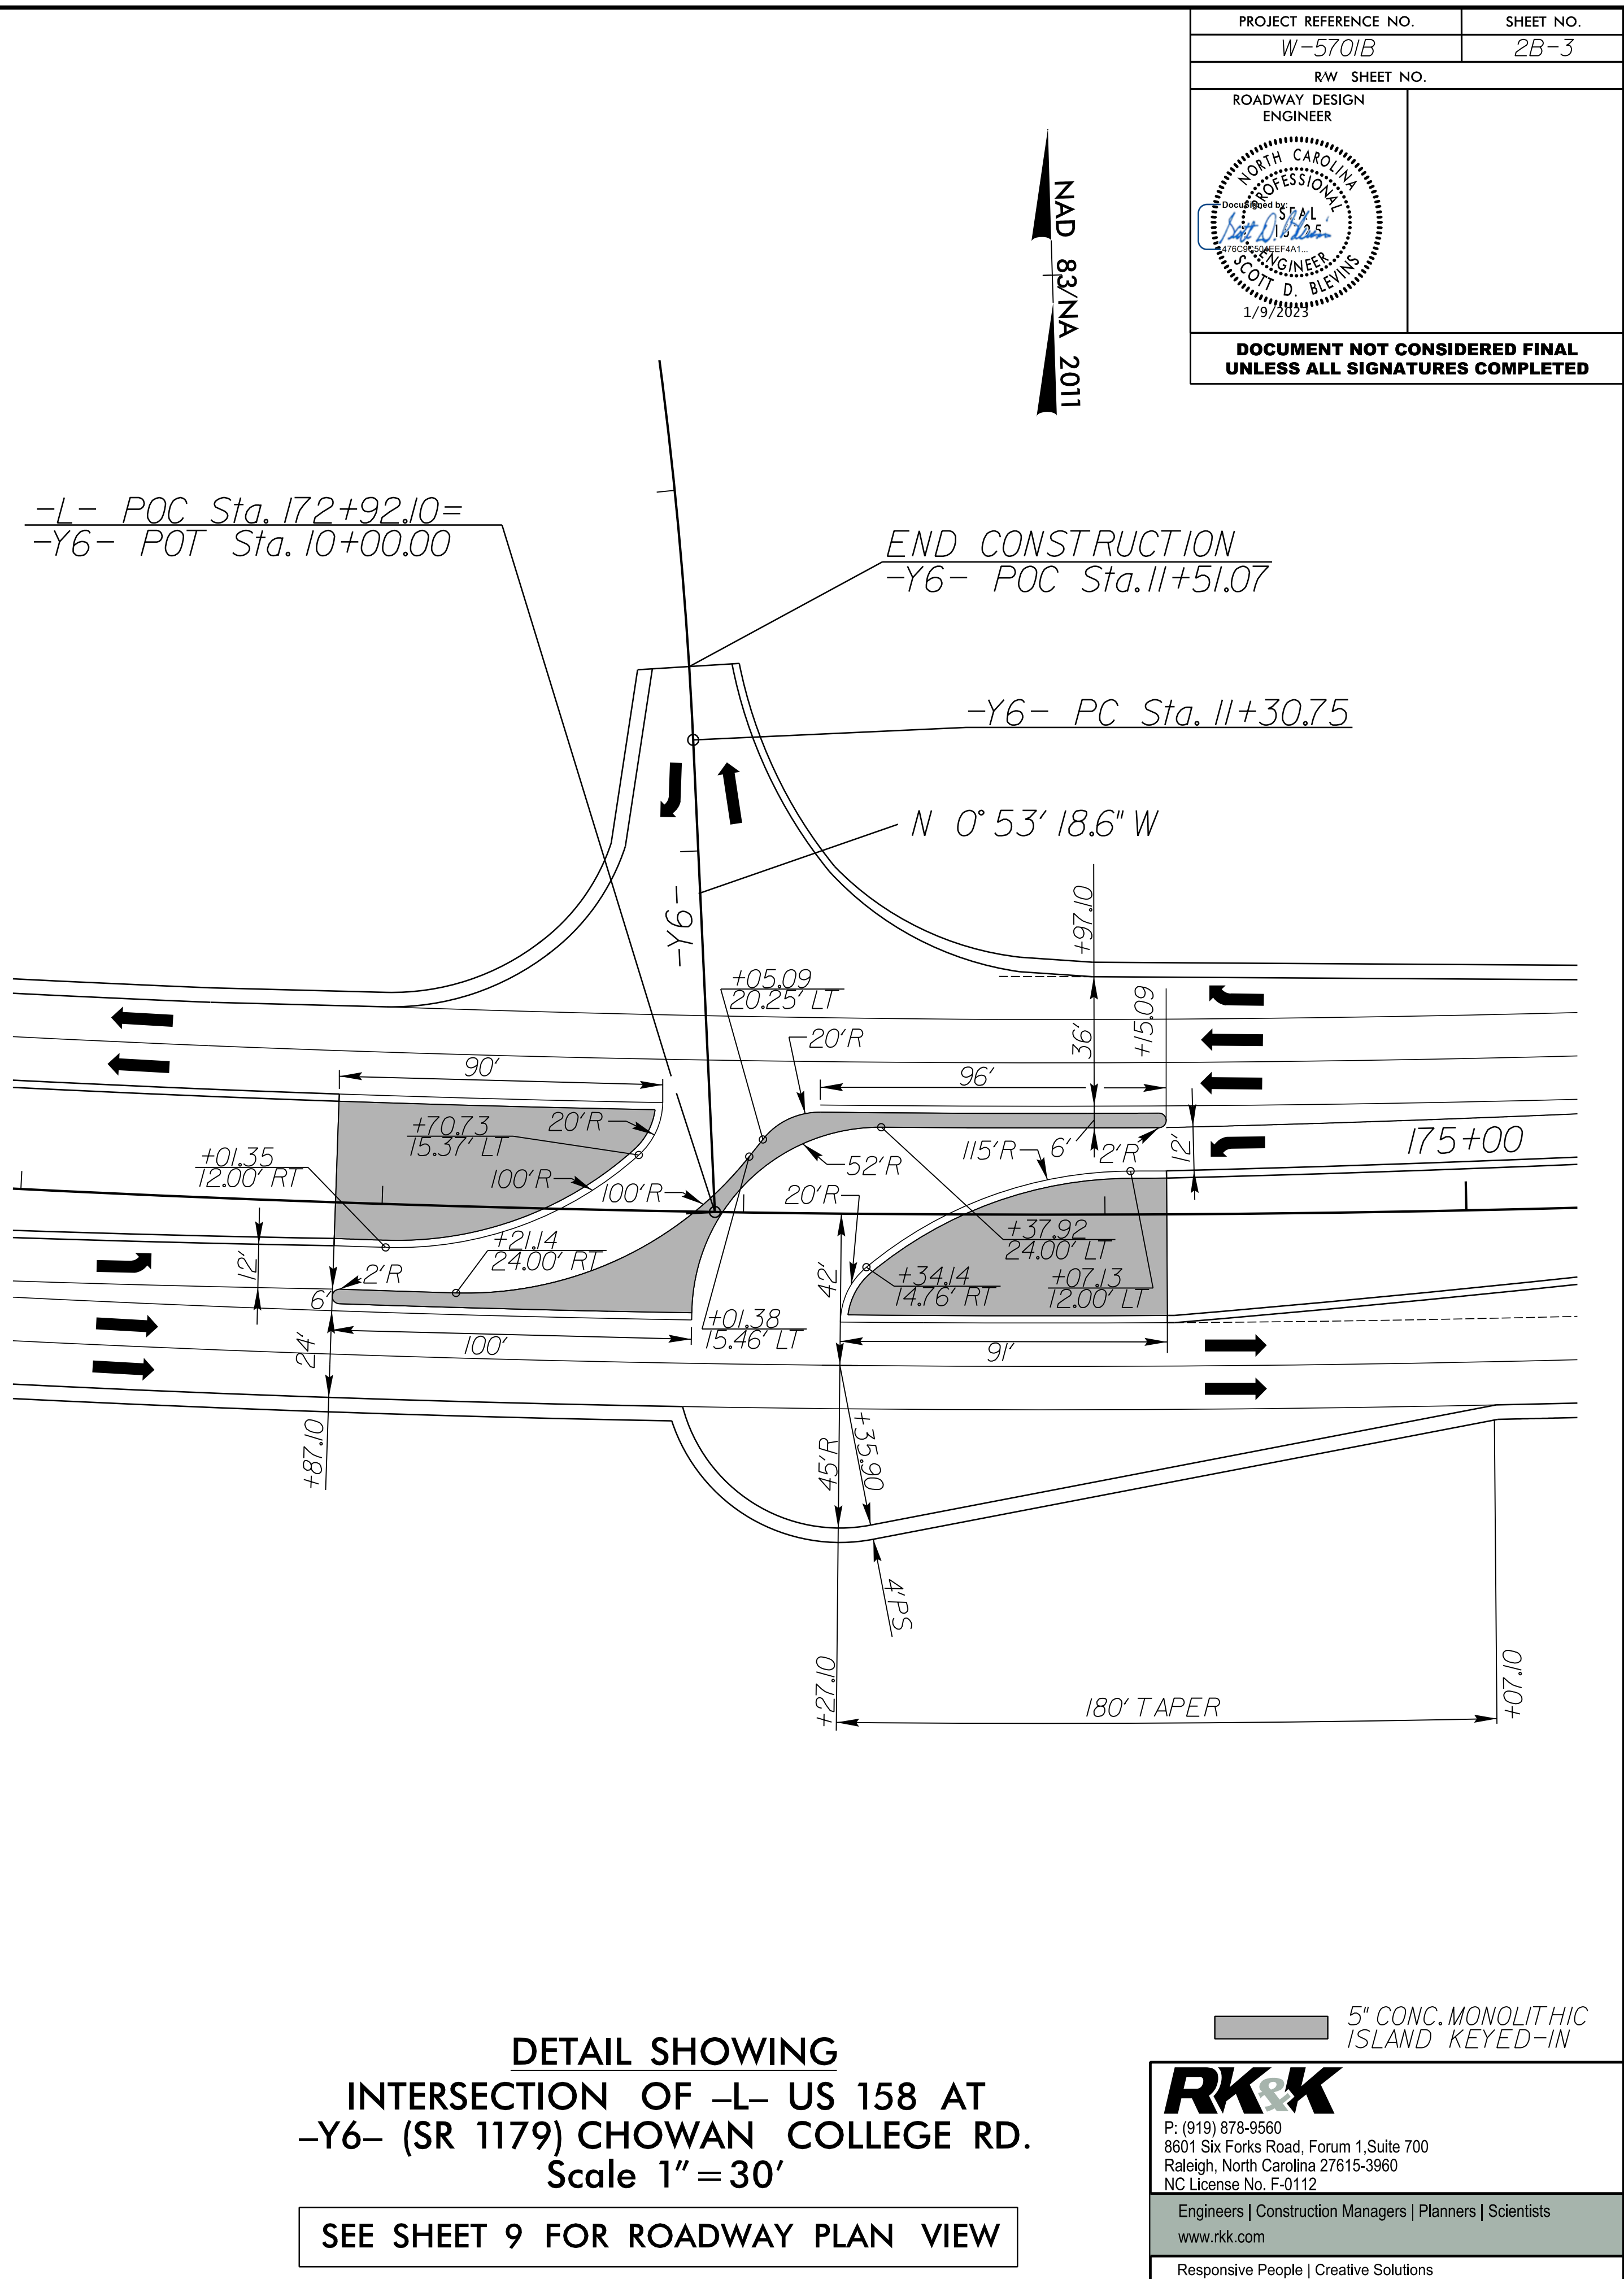 PROJECT REFERENCE NO.
SHEET NO.
W-5701B
2B-3
R/W SHEET NO.
ROADWAY DESIGN
ENGINEER
NORTH CAROLINA
PROFESSIONAL
DocuSigned by:
SEAL
476C9C504EEF4A1...
ENGINEER
SCOTT D. BLEVINS
1/9/2023
DOCUMENT NOT CONSIDERED FINAL
UNLESS ALL SIGNATURES COMPLETED
NAD 83/NA 2011
-L- POC Sta. 172+92.10=
-Y6- POT Sta. 10+00.00
END CONSTRUCTION
-Y6- POC Sta. 11+51.07
-Y6- PC Sta. 11+30.75
N 0° 53' 18.6" W
-Y6-
+97.10
+05.09
20.25' LT
+15.09
36'
20'R
90'
96'
+70.73
15.37' LT
20'R
+01.35
12.00' RT
100'R
100'R
52'R
115'R
6'
2'R
12'
175+00
20'R
+21.14
24.00' RT
+37.92
24.00' LT
12'
2'R
6'
42'
+34.14
14.76' RT
+07.13
12.00' LT
+01.38
15.46' LT
24'
100'
91'
+87.10
45'R
+35.90
4'PS
+27.10
180' TAPER
+07.10
5" CONC. MONOLITHIC
ISLAND KEYED-IN
DETAIL SHOWING
INTERSECTION OF -L- US 158 AT
-Y6- (SR 1179) CHOWAN COLLEGE RD.
Scale 1" = 30'
SEE SHEET 9 FOR ROADWAY PLAN VIEW
RK&K
P: (919) 878-9560
8601 Six Forks Road, Forum 1,Suite 700
Raleigh, North Carolina 27615-3960
NC License No. F-0112
Engineers | Construction Managers | Planners | Scientists
www.rkk.com
Responsive People | Creative Solutions